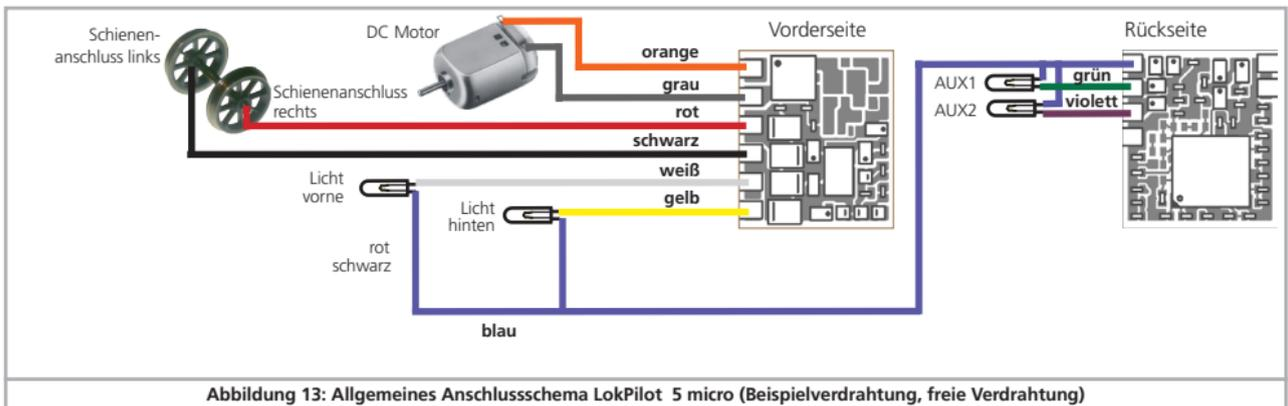 Schienen-
anschluss links
DC Motor
Vorderseite
Rückseite
orange
grau
Schienenanschluss
rechts
rot
schwarz
weiß
gelb
Licht
vorne
Licht
hinten
rot
schwarz
blau
AUX1
AUX2
grün
violett
Abbildung 13: Allgemeines Anschlussschema LokPilot 5 micro (Beispielverdrahtung, freie Verdrahtung)